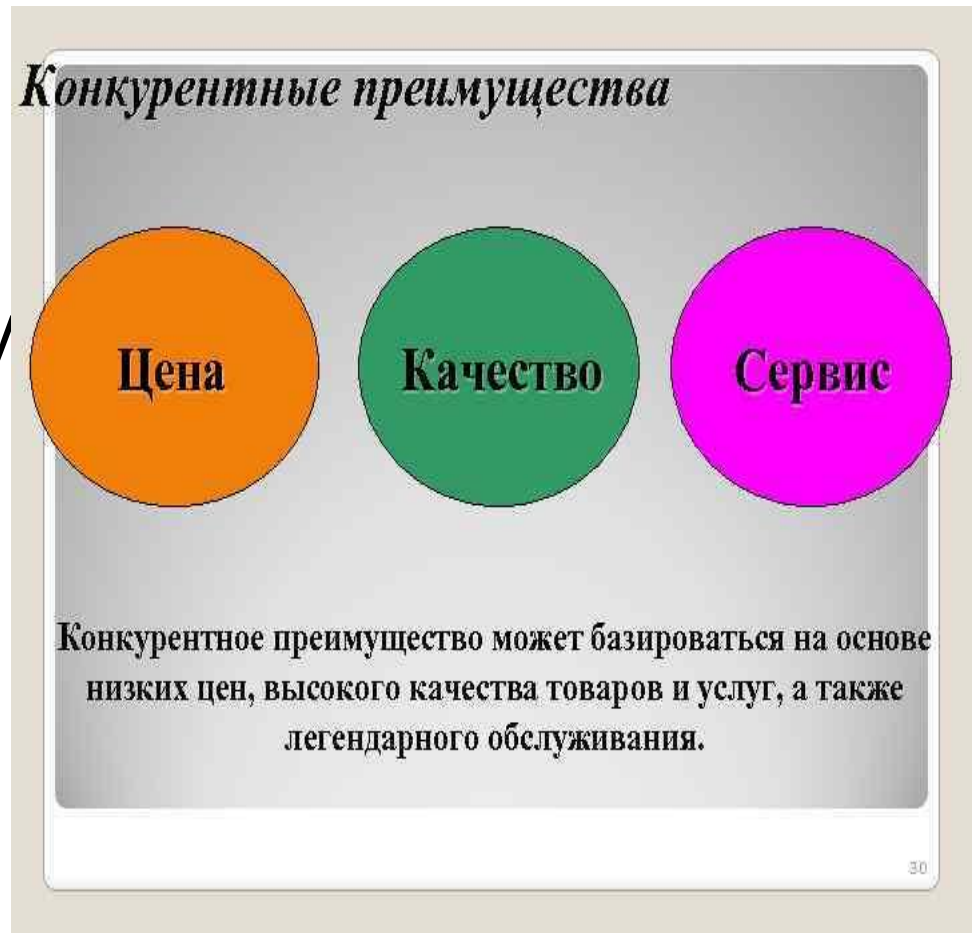 Конкурентные преимущества
Цена
Качество
Сервис
Конкурентное преимущество может базироваться на основе
низких цен, высокого качества товаров и услуг, а также
легендарного обслуживания.
30